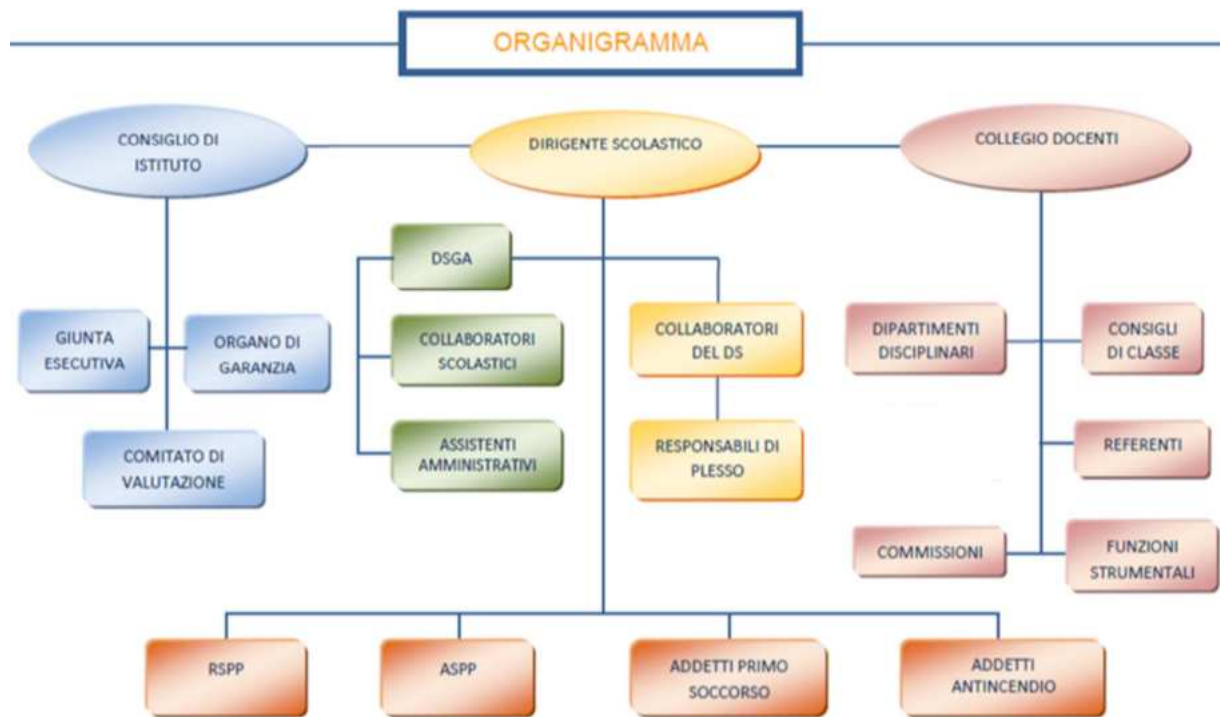 ORGANIGRAMMA
CONSIGLIO DI
ISTITUTO
DIRIGENTE SCOLASTICO
COLLEGIO DOCENTI
DSGA
GIUNTA
ESECUTIVA
ORGANO DI
GARANZIA
COLLABORATORI
SCOLASTICI
COLLABORATORI
DEL DS
DIPARTIMENTI
DISCIPLINARI
CONSIGLI
DI CLASSE
COMITATO DI
VALUTAZIONE
ASSISTENTI
AMMINISTRATIVI
RESPONSABILI DI
PLESSO
REFERENTI
COMMISSIONI
FUNZIONI
STRUMENTALI
RSPP
ASPP
ADDETTI PRIMO
SOCCORSO
ADDETTI
ANTINCENDIO